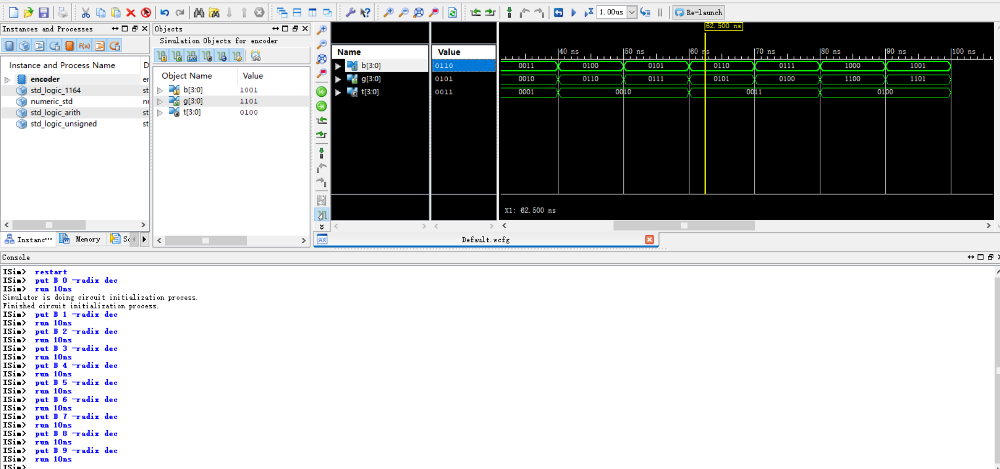 1.00us
Re-launch
Instances and Processes
F(x)
Instance and Process Name
D
encoder
er
std_logic_1164
st
numeric_std
nu
std_logic_arith
st
std_logic_unsigned
st
Instanc...
Memory
Objects
Simulation Objects for encoder
Object Name
Value
b[3:0]
1001
g[3:0]
1101
t[3:0]
0100
Name
Value
b[3:0]
0110
g[3:0]
0101
t[3:0]
0011
62.500 ns
40 ns
50 ns
60 ns
70 ns
80 ns
90 ns
100 ns
0011
0100
0101
0110
0111
1000
1001
0010
0110
0111
0101
0100
1100
1101
0001
0010
0011
0100
X1: 62.500 ns
Default.wcfg
Console
ISim> restart
ISim> put B 0 -radix dec
ISim> run 10ns
Simulator is doing circuit initialization process.
Finished circuit initialization process.
ISim> put B 1 -radix dec
ISim> run 10ns
ISim> put B 2 -radix dec
ISim> run 10ns
ISim> put B 3 -radix dec
ISim> run 10ns
ISim> put B 4 -radix dec
ISim> run 10ns
ISim> put B 5 -radix dec
ISim> run 10ns
ISim> put B 6 -radix dec
ISim> run 10ns
ISim> put B 7 -radix dec
ISim> run 10ns
ISim> put B 8 -radix dec
ISim> run 10ns
ISim> put B 9 -radix dec
ISim> run 10ns
ISim>